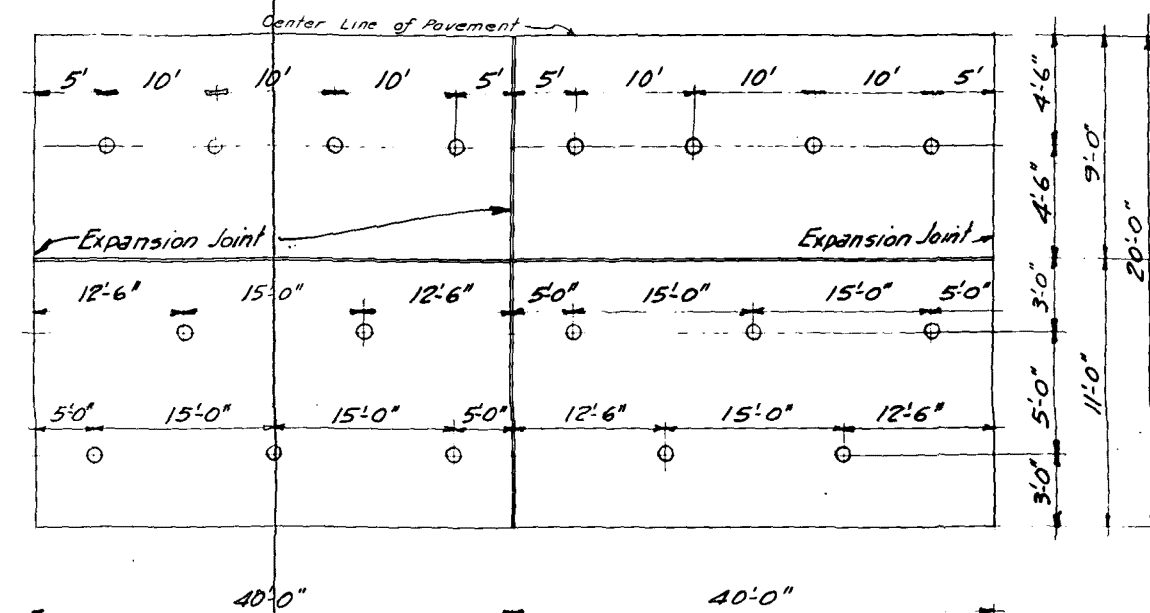 Center Line of Pavement
5' 10' 10' 10' 5' 5' 10' 10' 10' 5'
4'-6"
9'-0"
4'-6"
20'-0"
Expansion Joint
Expansion Joint
12'-6" 15'-0" 12'-6" 5'-0" 15'-0" 15'-0" 5'-0"
3'-0"
5'-0" 15'-0" 15'-0" 5'-0" 12'-6" 15'-0" 12'-6"
5'-0"
11'-0"
3'-0"
40'-0" 40'-0"